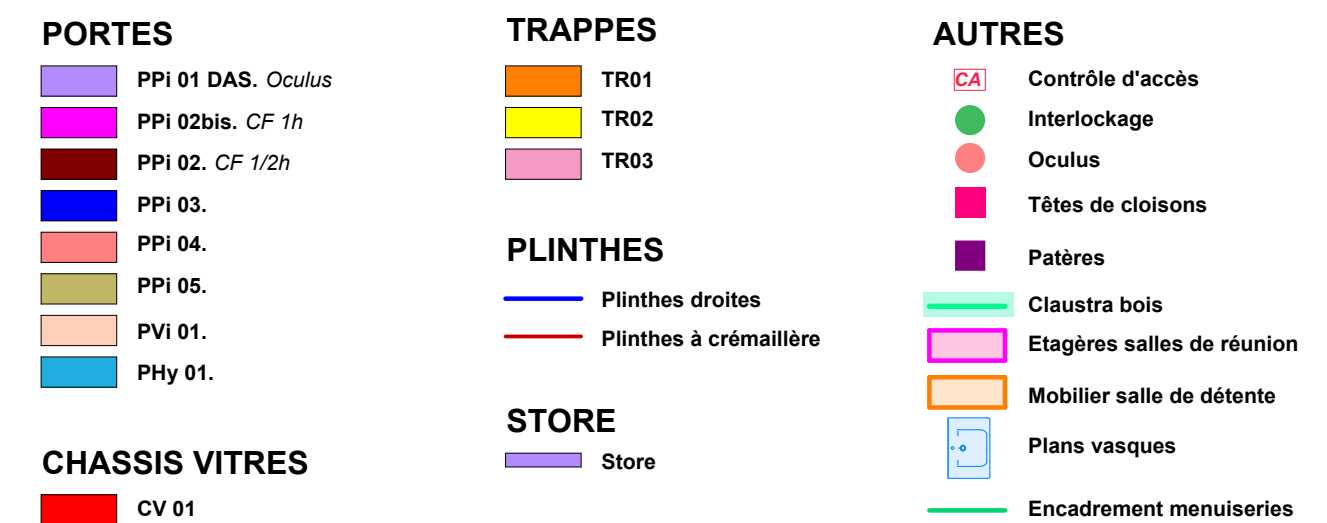 PORTES
PPi 01 DAS. Oculus
PPi 02bis. CF 1h
PPi 02. CF 1/2h
PPi 03.
PPi 04.
PPi 05.
PVi 01.
PHy 01.
CHASSIS VITRES
CV 01
TRAPPES
TR01
TR02
TR03
PLINTHES
Plinthes droites
Plinthes à crémaillère
STORE
Store
AUTRES
CA Contrôle d'accès
Interlockage
Oculus
Têtes de cloisons
Patères
Claustra bois
Etagères salles de réunion
Mobilier salle de détente
Plans vasques
Encadrement menuiseries